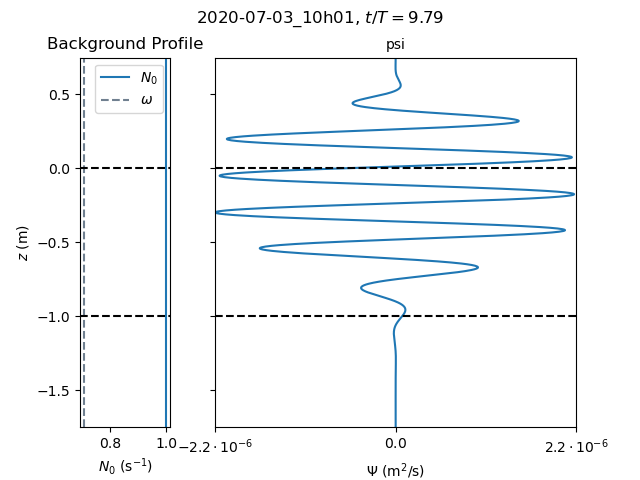 2020-07-03_10h01, t/T = 9.79
Background Profile
psi
N₀
ω
0.5
0.0
−0.5
−1.0
−1.5
z (m)
0.8
1.0
−2.2 · 10⁻⁶
0.0
2.2 · 10⁻⁶
N₀ (s⁻¹)
Ψ (m²/s)